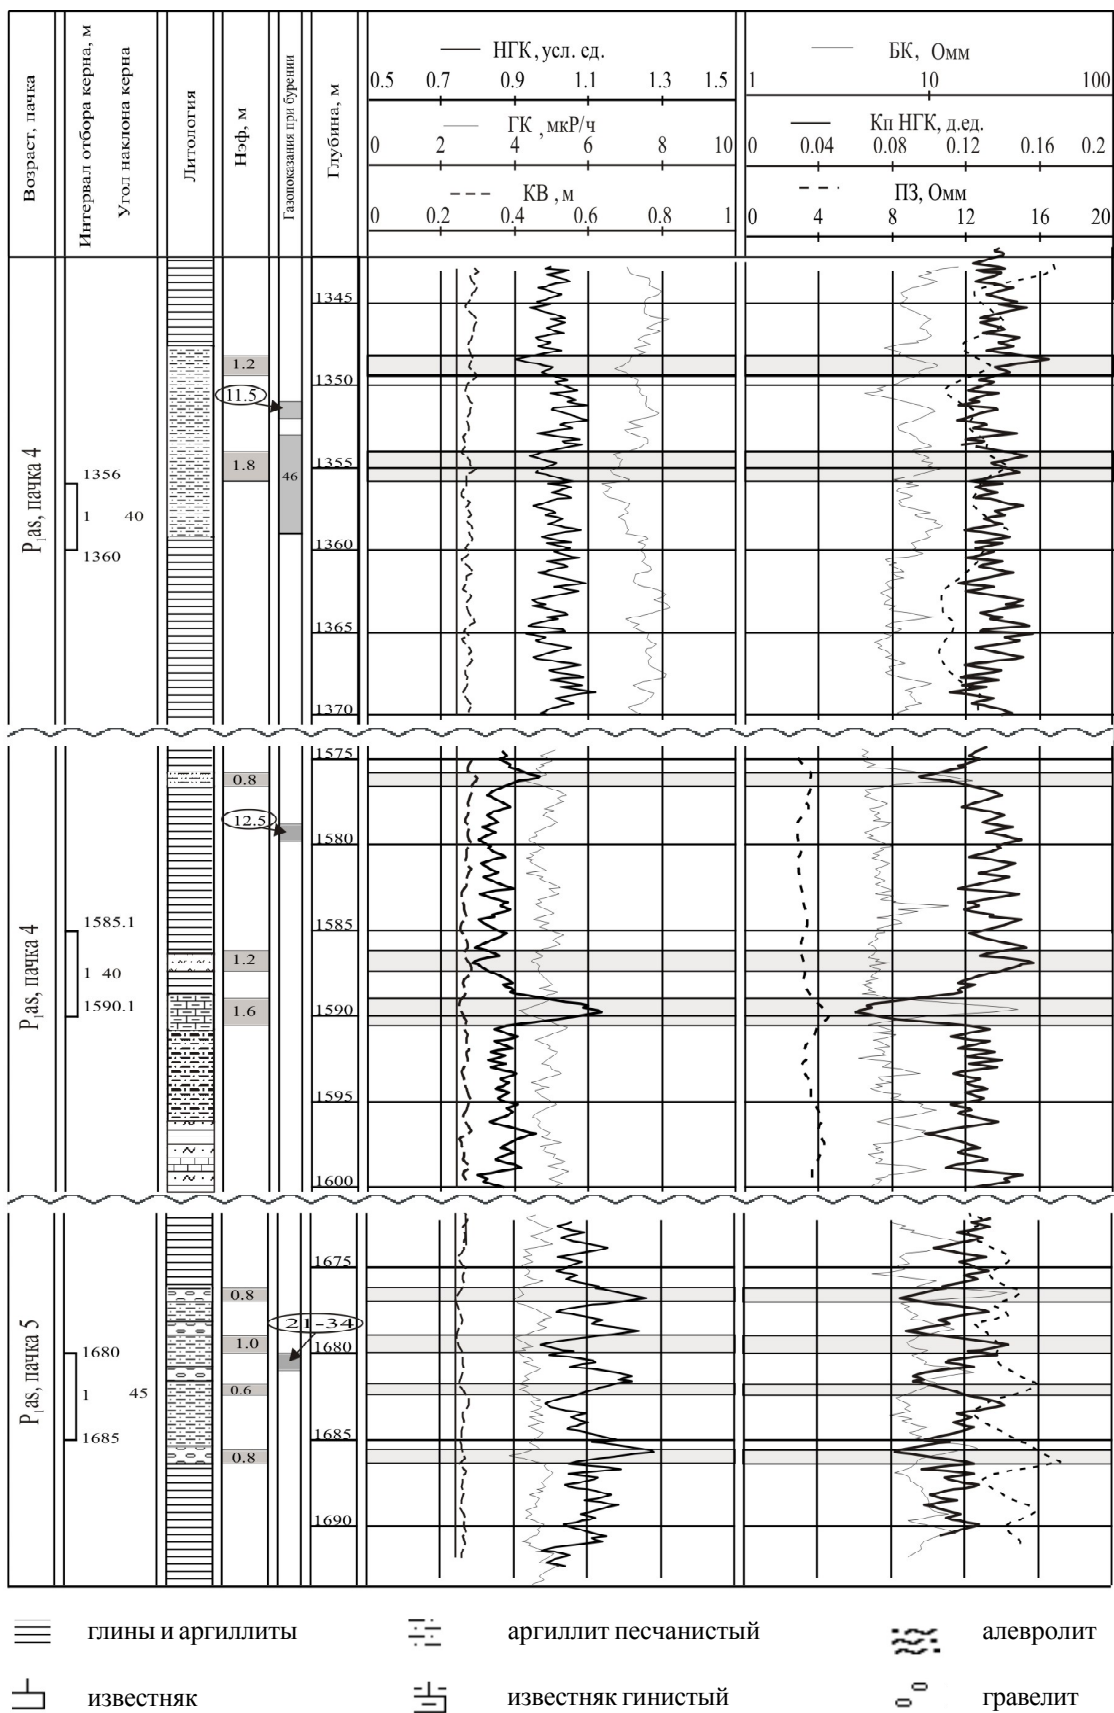 Возраст, пачка
Интервал отбора керна, м
Угол наклона керна
Литология
Нэф, м
Газопоказания при бурении
Глубина, м
НГК, усл. ед.
0.5 0.7 0.9 1.1 1.3 1.5
ГК , мкР/ч
0 2 4 6 8 10
КВ , м
0 0.2 0.4 0.6 0.8 1
БК, Омм
1 10 100
Кп НГК, д.ед.
0 0.04 0.08 0.12 0.16 0.2
ПЗ, Омм
0 4 8 12 16 20
P₁as, пачка 4
1356
1 40
1360
1.2
11.5
1.8
46
1345
1350
1355
1360
1365
1370
P₁as, пачка 4
1585.1
1 40
1590.1
0.8
12.5
1.2
1.6
1575
1580
1585
1590
1595
1600
P₁as, пачка 5
1680
1 45
1685
0.8
1.0
0.6
0.8
21-34
1675
1680
1685
1690
глины и аргиллиты
аргиллит песчанистый
алевролит
известняк
известняк гинистый
гравелит